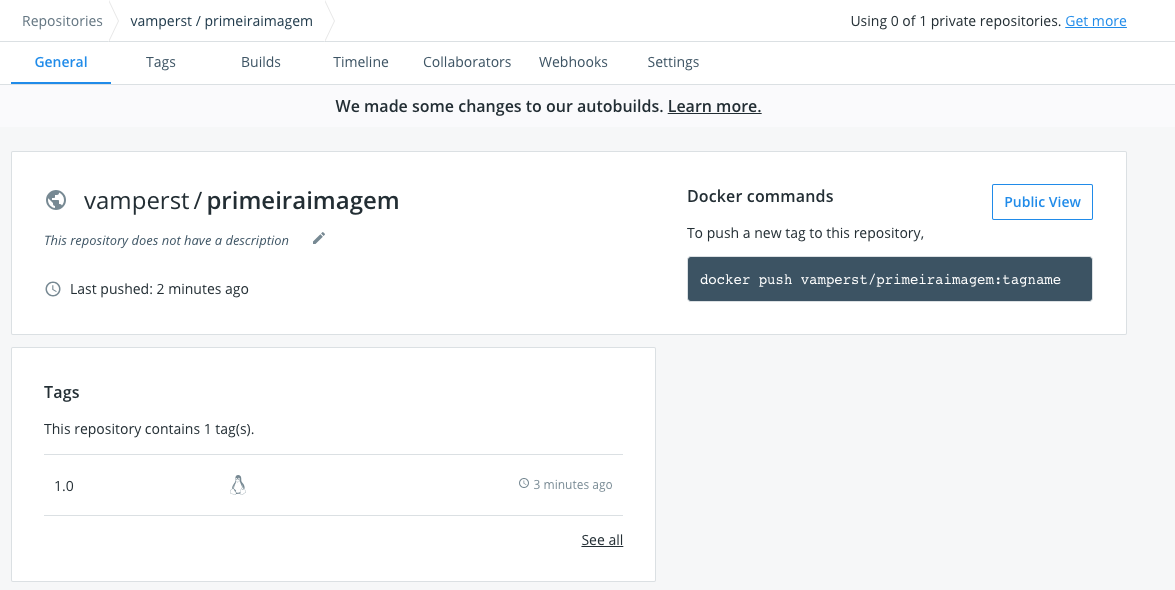 Repositories vamperst / primeiraimagem Using 0 of 1 private repositories. Get more
General Tags Builds Timeline Collaborators Webhooks Settings
We made some changes to our autobuilds. Learn more.
vamperst / primeiraimagem
This repository does not have a description
Last pushed: 2 minutes ago
Docker commands
Public View
To push a new tag to this repository,
docker push vamperst/primeiraimagem:tagname
Tags
This repository contains 1 tag(s).
1.0 3 minutes ago
See all